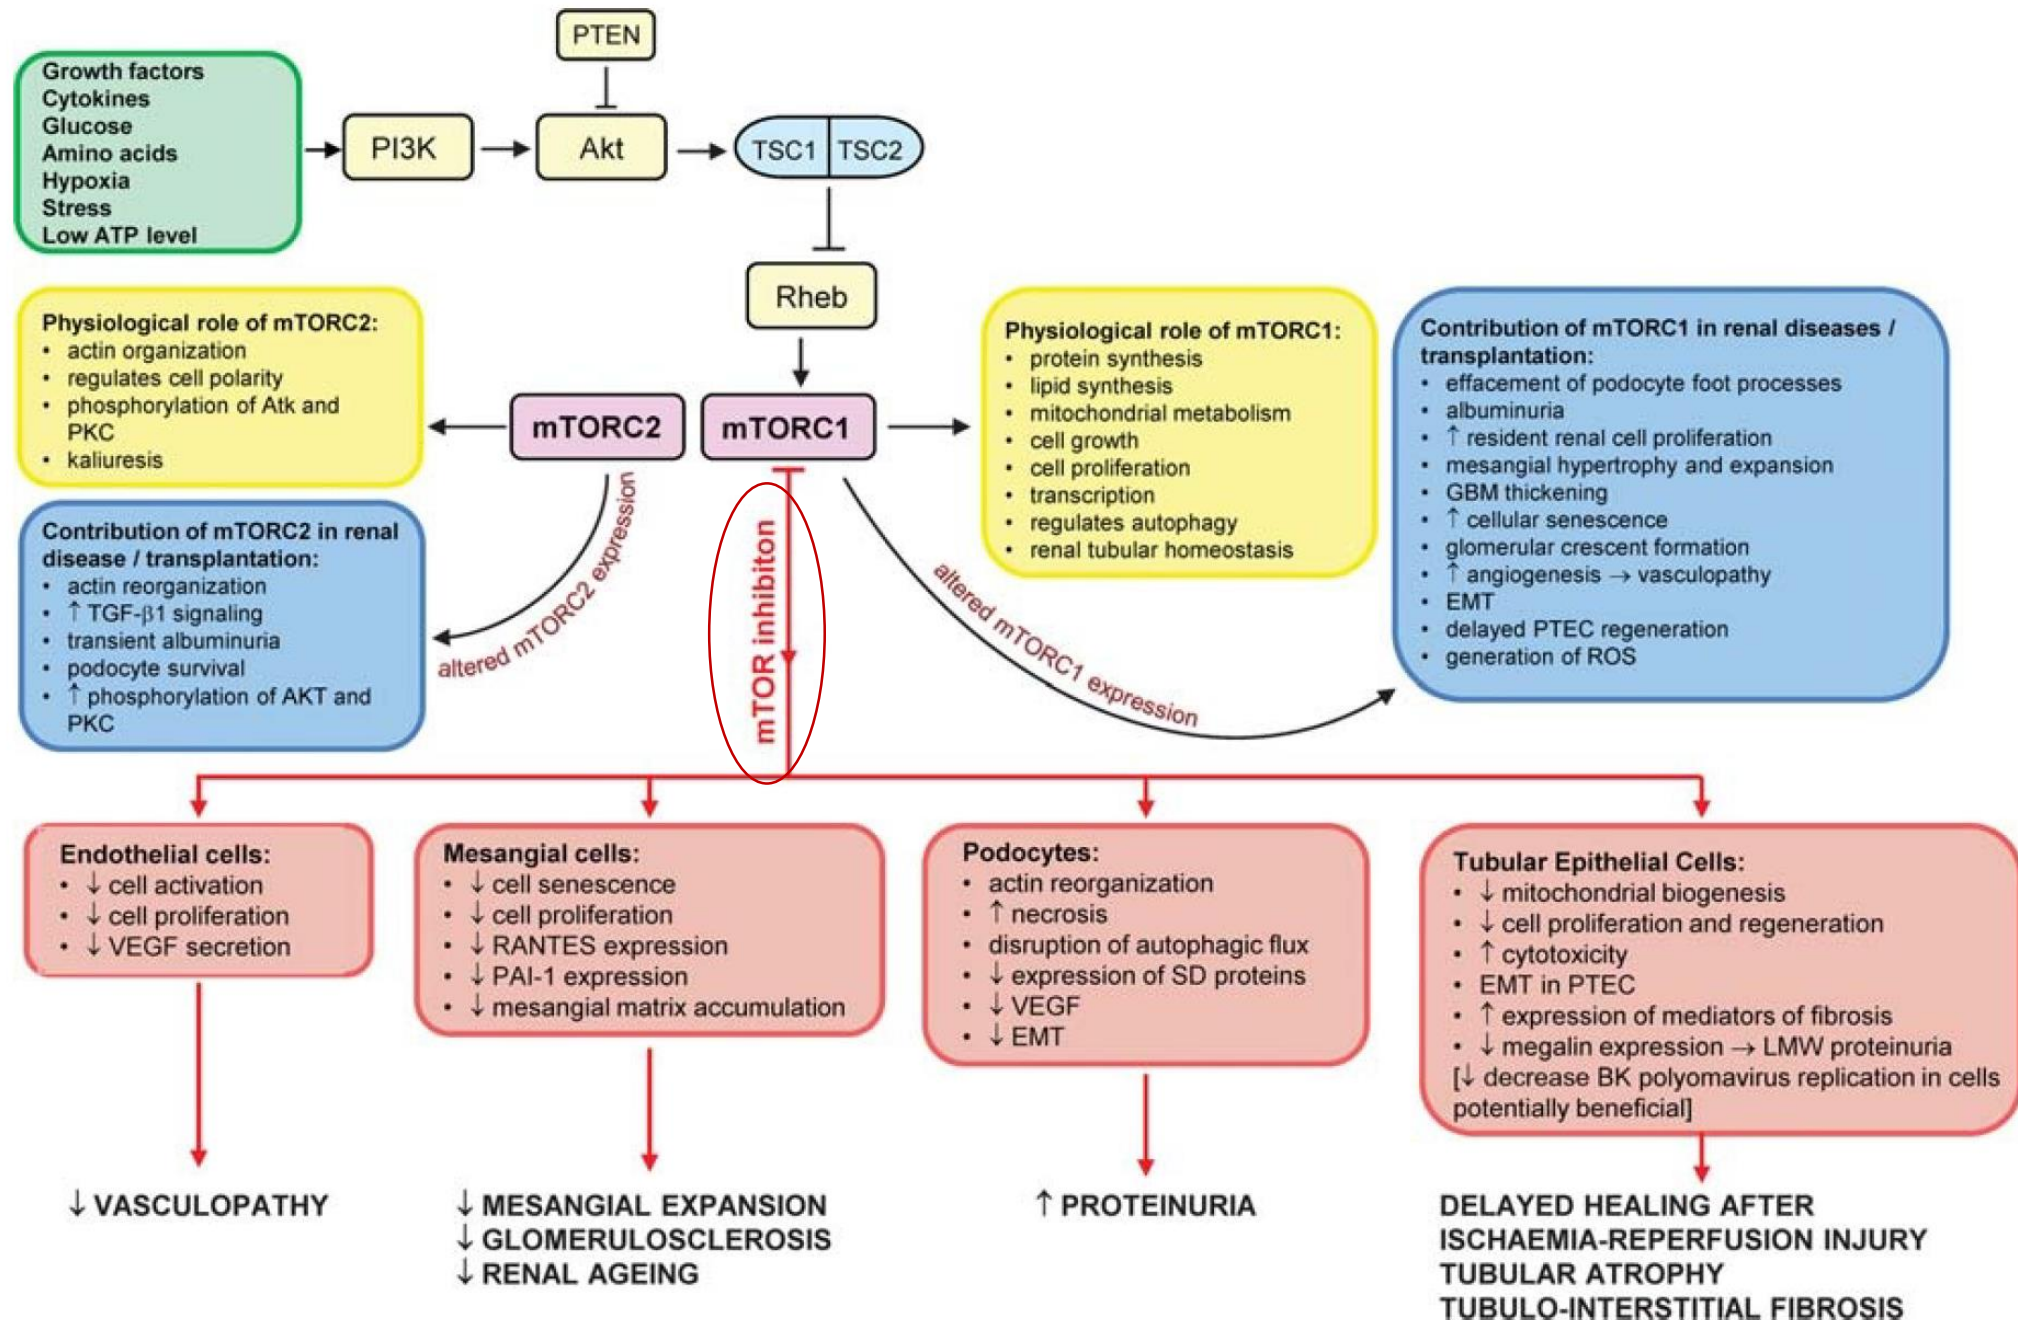 PTEN
Growth factors
Cytokines
Glucose
Amino acids
Hypoxia
Stress
Low ATP level
PI3K
Akt
TSC1
TSC2
Rheb
Physiological role of mTORC2:
• actin organization
• regulates cell polarity
• phosphorylation of Atk and
PKC
• kaliuresis
mTORC2
mTORC1
Physiological role of mTORC1:
• protein synthesis
• lipid synthesis
• mitochondrial metabolism
• cell growth
• cell proliferation
• transcription
• regulates autophagy
• renal tubular homeostasis
Contribution of mTORC1 in renal diseases /
transplantation:
• effacement of podocyte foot processes
• albuminuria
• ↑ resident renal cell proliferation
• mesangial hypertrophy and expansion
• GBM thickening
• ↑ cellular senescence
• glomerular crescent formation
• ↑ angiogenesis → vasculopathy
• EMT
• delayed PTEC regeneration
• generation of ROS
Contribution of mTORC2 in renal
disease / transplantation:
• actin reorganization
• ↑ TGF-β1 signaling
• transient albuminuria
• podocyte survival
• ↑ phosphorylation of AKT and
PKC
altered mTORC2 expression
mTOR inhibiton
altered mTORC1 expression
Endothelial cells:
• ↓ cell activation
• ↓ cell proliferation
• ↓ VEGF secretion
Mesangial cells:
• ↓ cell senescence
• ↓ cell proliferation
• ↓ RANTES expression
• ↓ PAI-1 expression
• ↓ mesangial matrix accumulation
Podocytes:
• actin reorganization
• ↑ necrosis
• disruption of autophagic flux
• ↓ expression of SD proteins
• ↓ VEGF
• ↓ EMT
Tubular Epithelial Cells:
• ↓ mitochondrial biogenesis
• ↓ cell proliferation and regeneration
• ↑ cytotoxicity
• EMT in PTEC
• ↑ expression of mediators of fibrosis
• ↓ megalin expression → LMW proteinuria
[↓ decrease BK polyomavirus replication in cells
potentially beneficial]
↓ VASCULOPATHY
↓ MESANGIAL EXPANSION
↓ GLOMERULOSCLEROSIS
↓ RENAL AGEING
↑ PROTEINURIA
DELAYED HEALING AFTER
ISCHAEMIA-REPERFUSION INJURY
TUBULAR ATROPHY
TUBULO-INTERSTITIAL FIBROSIS